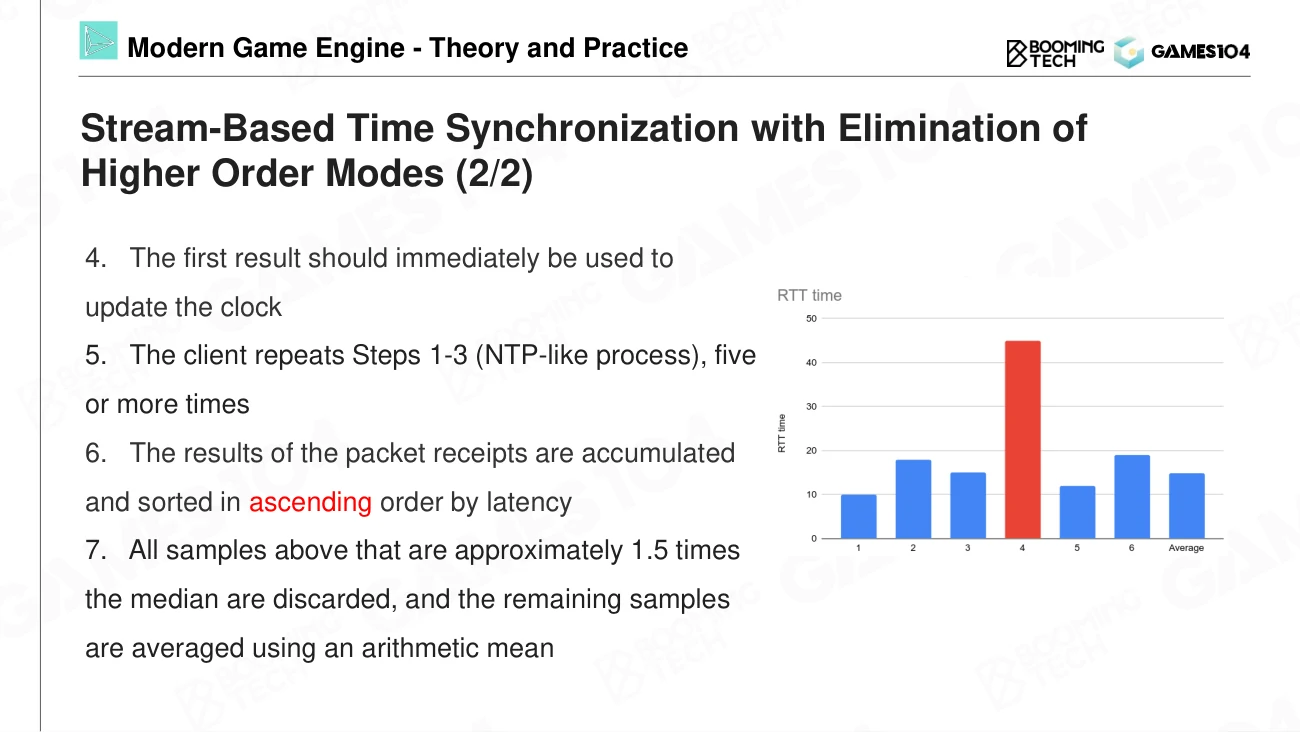 Modern Game Engine - Theory and Practice
BOOMING
TECH
GAMES104
Stream-Based Time Synchronization with Elimination of
Higher Order Modes (2/2)
4. The first result should immediately be used to
update the clock
5. The client repeats Steps 1-3 (NTP-like process), five
or more times
6. The results of the packet receipts are accumulated
and sorted in ascending order by latency
7. All samples above that are approximately 1.5 times
the median are discarded, and the remaining samples
are averaged using an arithmetic mean
RTT time
RTT time
50
40
30
20
10
0
1 2 3 4 5 6 Average